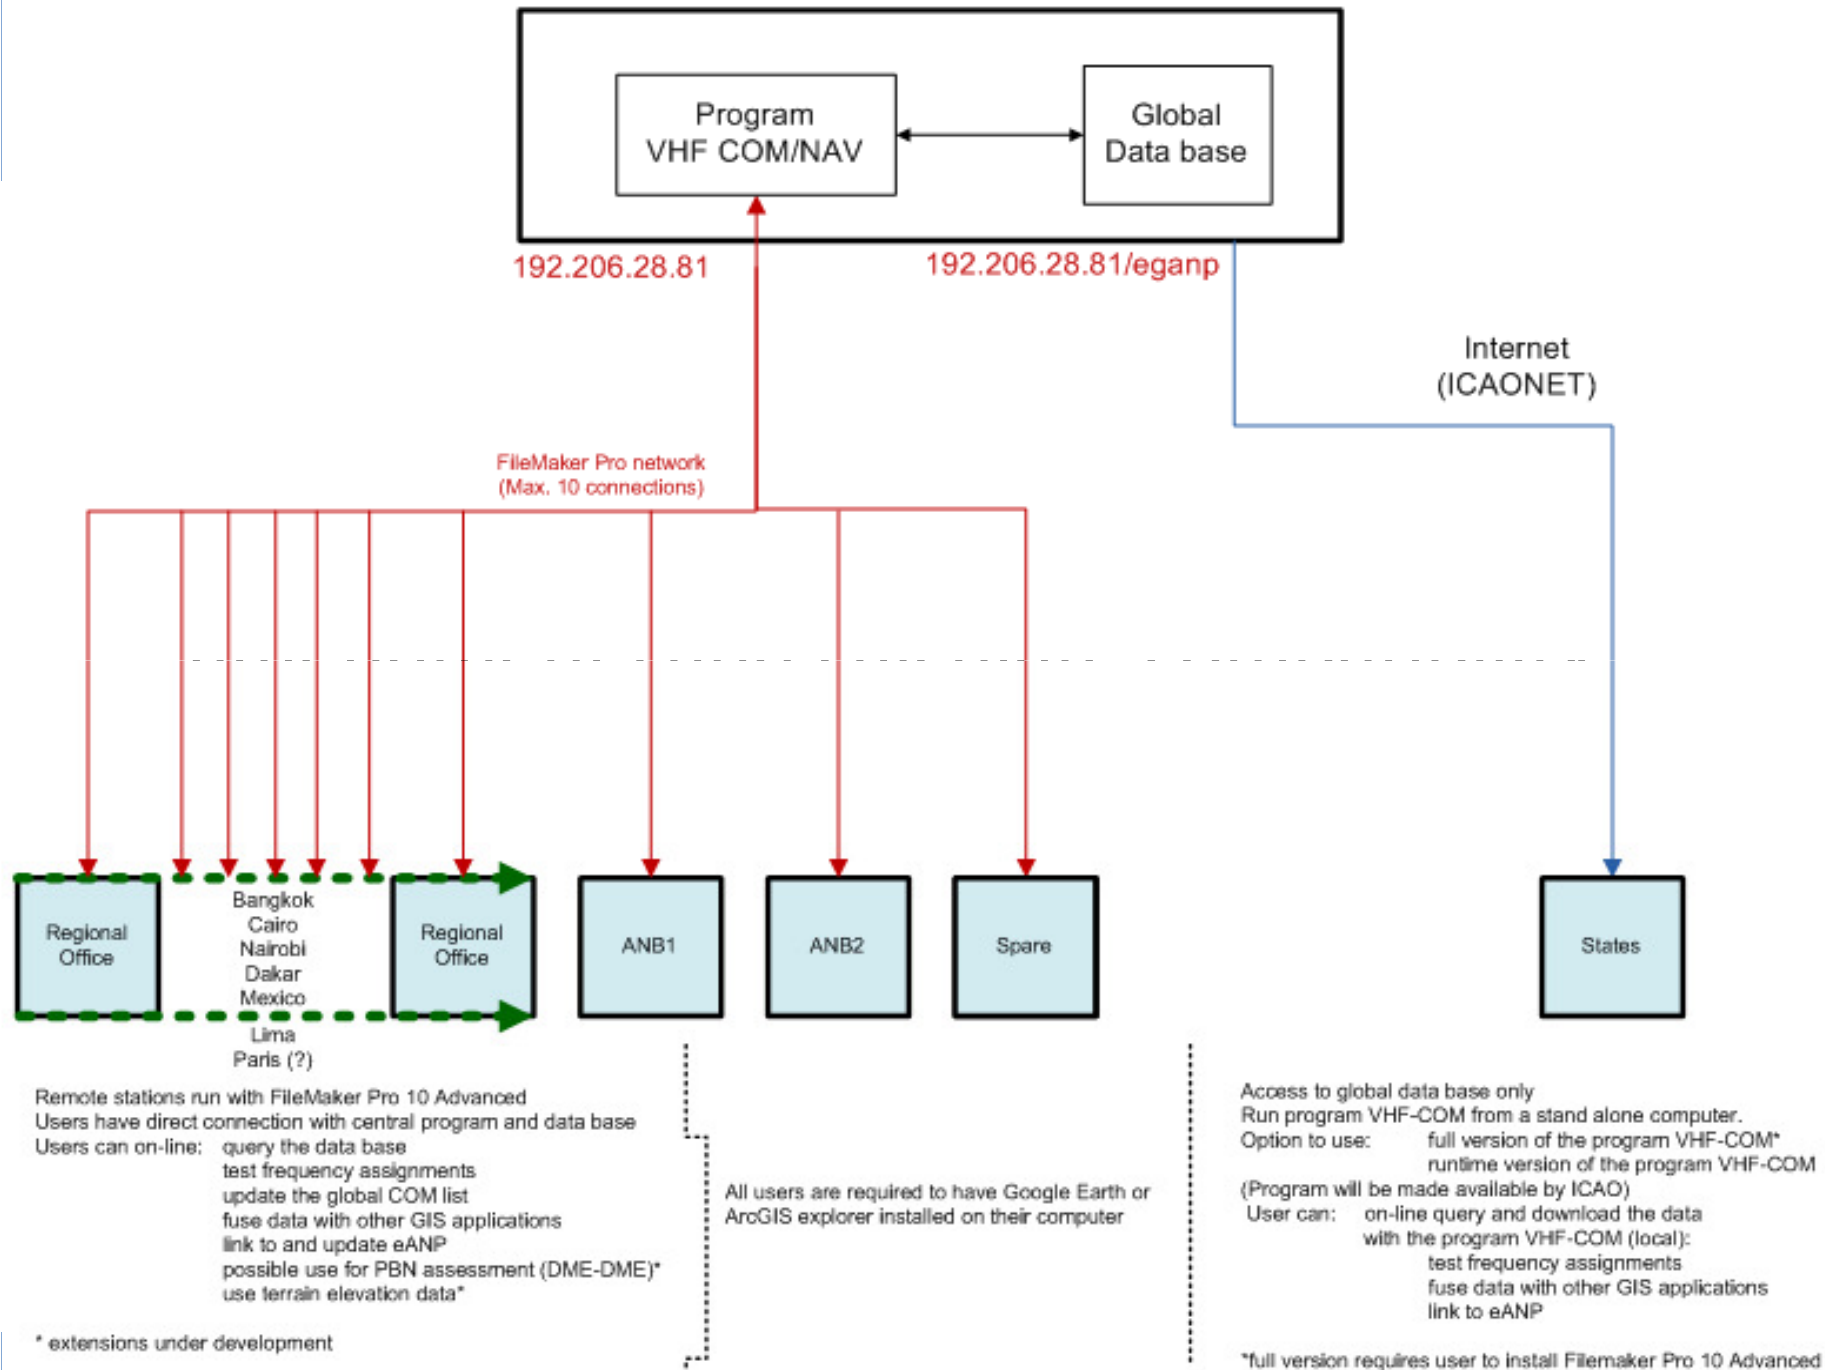 Program
VHF COM/NAV
Global
Data base
192.206.28.81
192.206.28.81/eganp
Internet
(ICAONET)
FileMaker Pro network
(Max. 10 connections)
Regional
Office
Bangkok
Cairo
Nairobi
Dakar
Mexico
Lima
Paris (?)
Regional
Office
ANB1
ANB2
Spare
States
Remote stations run with FileMaker Pro 10 Advanced
Users have direct connection with central program and data base
Users can on-line: query the data base
test frequency assignments
update the global COM list
fuse data with other GIS applications
link to and update eANP
possible use for PBN assessment (DME-DME)*
use terrain elevation data*
* extensions under development
All users are required to have Google Earth or
ArcGIS explorer installed on their computer
Access to global data base only
Run program VHF-COM from a stand alone computer.
Option to use: full version of the program VHF-COM*
runtime version of the program VHF-COM
(Program will be made available by ICAO)
User can: on-line query and download the data
with the program VHF-COM (local):
test frequency assignments
fuse data with other GIS applications
link to eANP
*full version requires user to install Filemaker Pro 10 Advanced